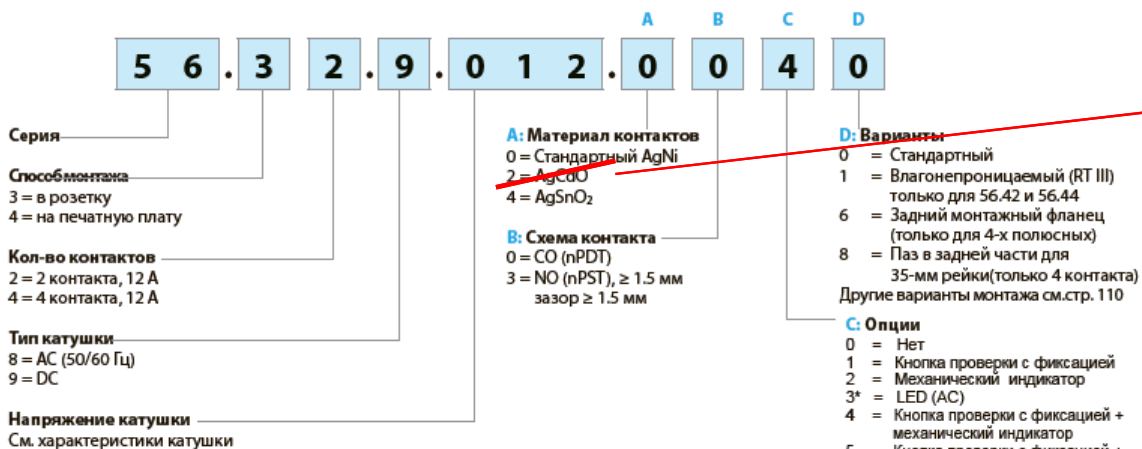 A B C D
5 6 . 3 2 . 9 . 0 1 2 . 0 0 4 0
Серия
Способ монтажа
3 = в розетку
4 = на печатную плату
Кол-во контактов
2 = 2 контакта, 12 А
4 = 4 контакта, 12 А
Тип катушки
8 = AC (50/60 Гц)
9 = DC
Напряжение катушки
См. характеристики катушки
A: Материал контактов
0 = Стандартный AgNi
2 = AgCdO
4 = AgSnO₂
B: Схема контакта
0 = CO (nPDT)
3 = NO (nPST), ≥ 1.5 мм
зазор ≥ 1.5 мм
D: Варианты
0 = Стандартный
1 = Влагонепроницаемый (RT III)
только для 56.42 и 56.44
6 = Задний монтажный фланец
(только для 4-х полюсных)
8 = Паз в задней части для
35-мм рейки(только 4 контакта)
Другие варианты монтажа см.стр. 110
C: Опции
0 = Нет
1 = Кнопка проверки с фиксацией
2 = Механический индикатор
3* = LED (AC)
4 = Кнопка проверки с фиксацией +
механический индикатор